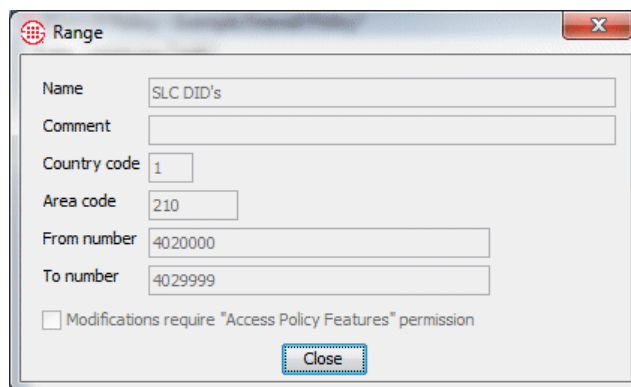 Range
Name SLC DID's
Comment
Country code 1
Area code 210
From number 4020000
To number 4029999
Modifications require "Access Policy Features" permission
Close